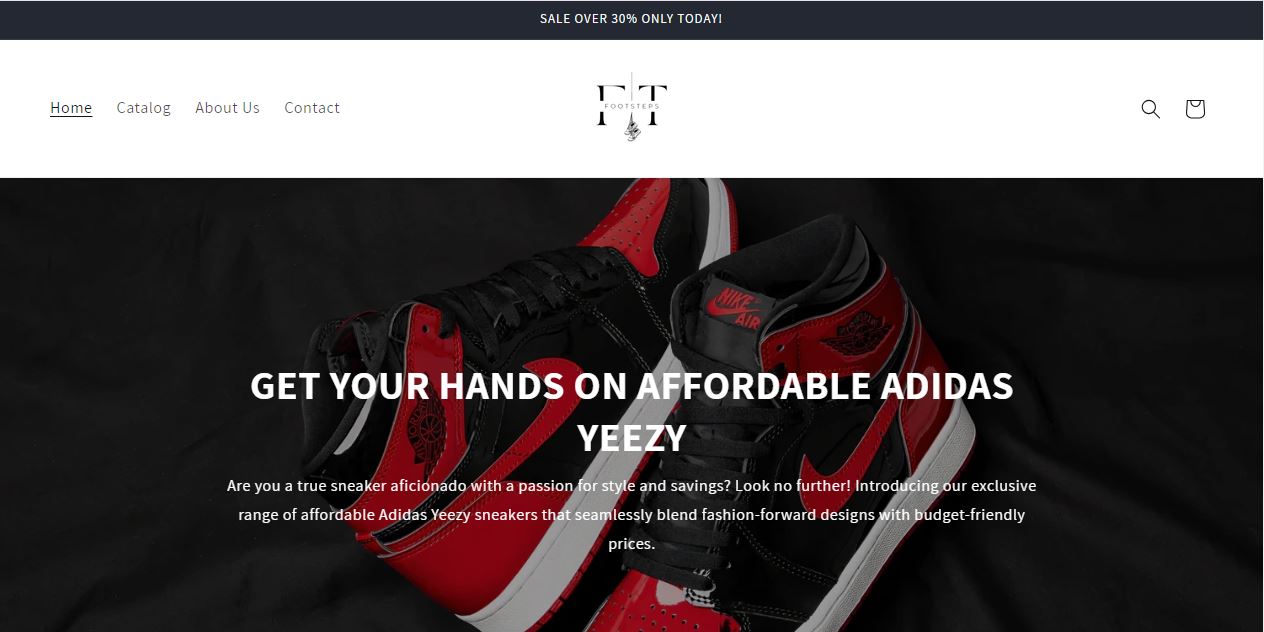 SALE OVER 30% ONLY TODAY!
Home Catalog About Us Contact
F T
FOOTSTEPS
NIKE
AIR
GET YOUR HANDS ON AFFORDABLE ADIDAS
YEEZY
Are you a true sneaker aficionado with a passion for style and savings? Look no further! Introducing our exclusive
range of affordable Adidas Yeezy sneakers that seamlessly blend fashion-forward designs with budget-friendly
prices.